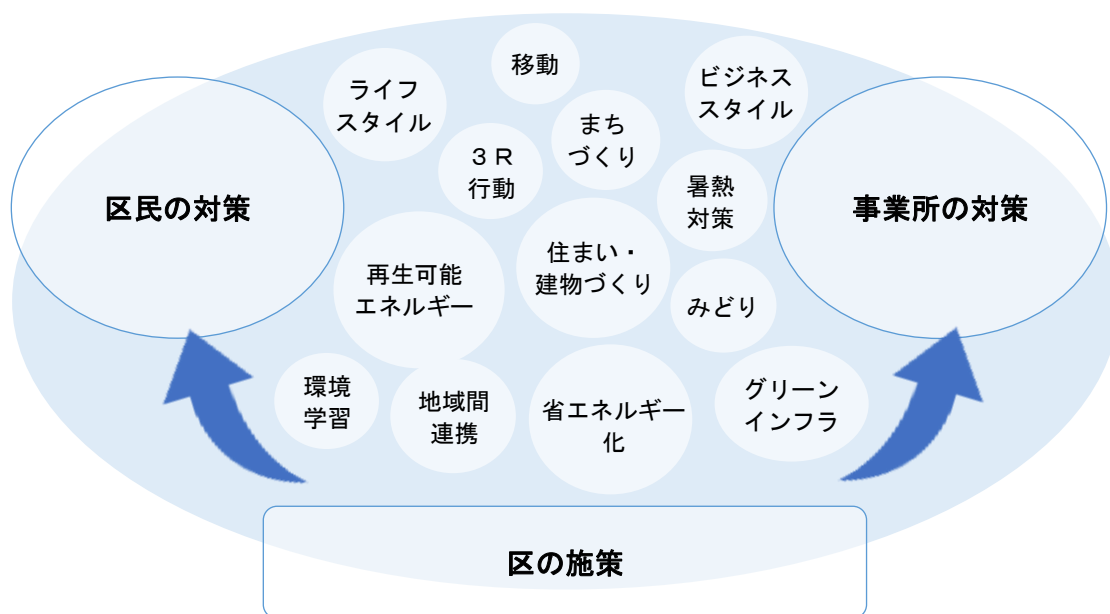 移動
ライフ
スタイル
ビジネス
スタイル
まち
づくり
３Ｒ
行動
暑熱
対策
区民の対策
事業所の対策
住まい・
建物づくり
再生可能
エネルギー
みどり
環境
学習
地域間
連携
省エネルギー
化
グリーン
インフラ
区の施策